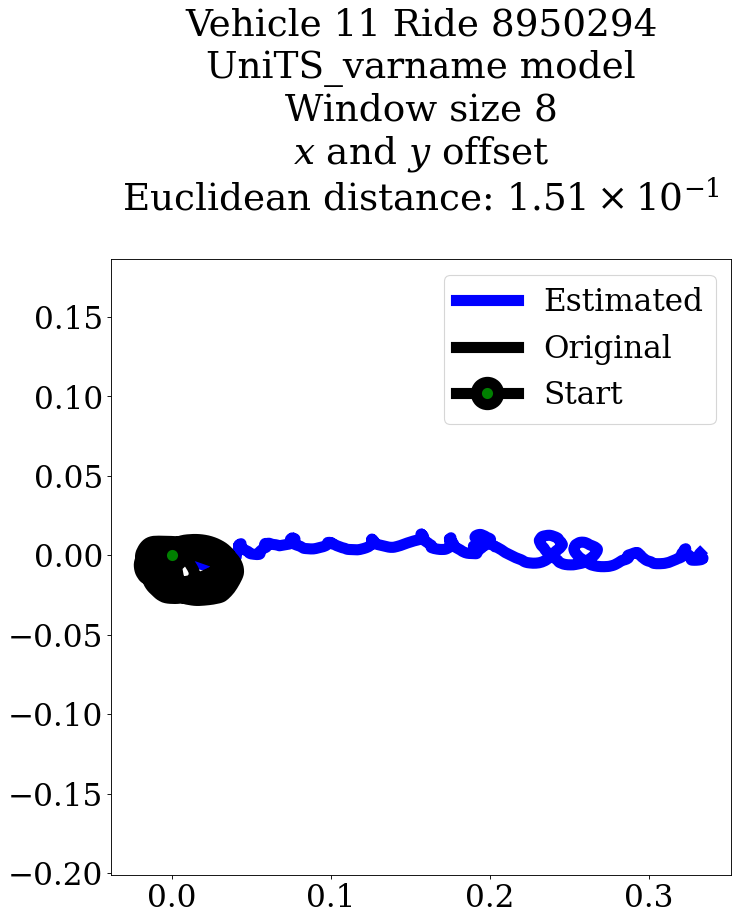 Vehicle 11 Ride 8950294
UniTS_varname model
Window size 8
x and y offset
Euclidean distance: 1.51 × 10⁻¹
Estimated
Original
Start
0.15
0.10
0.05
0.00
−0.05
−0.10
−0.15
−0.20
0.0 0.1 0.2 0.3